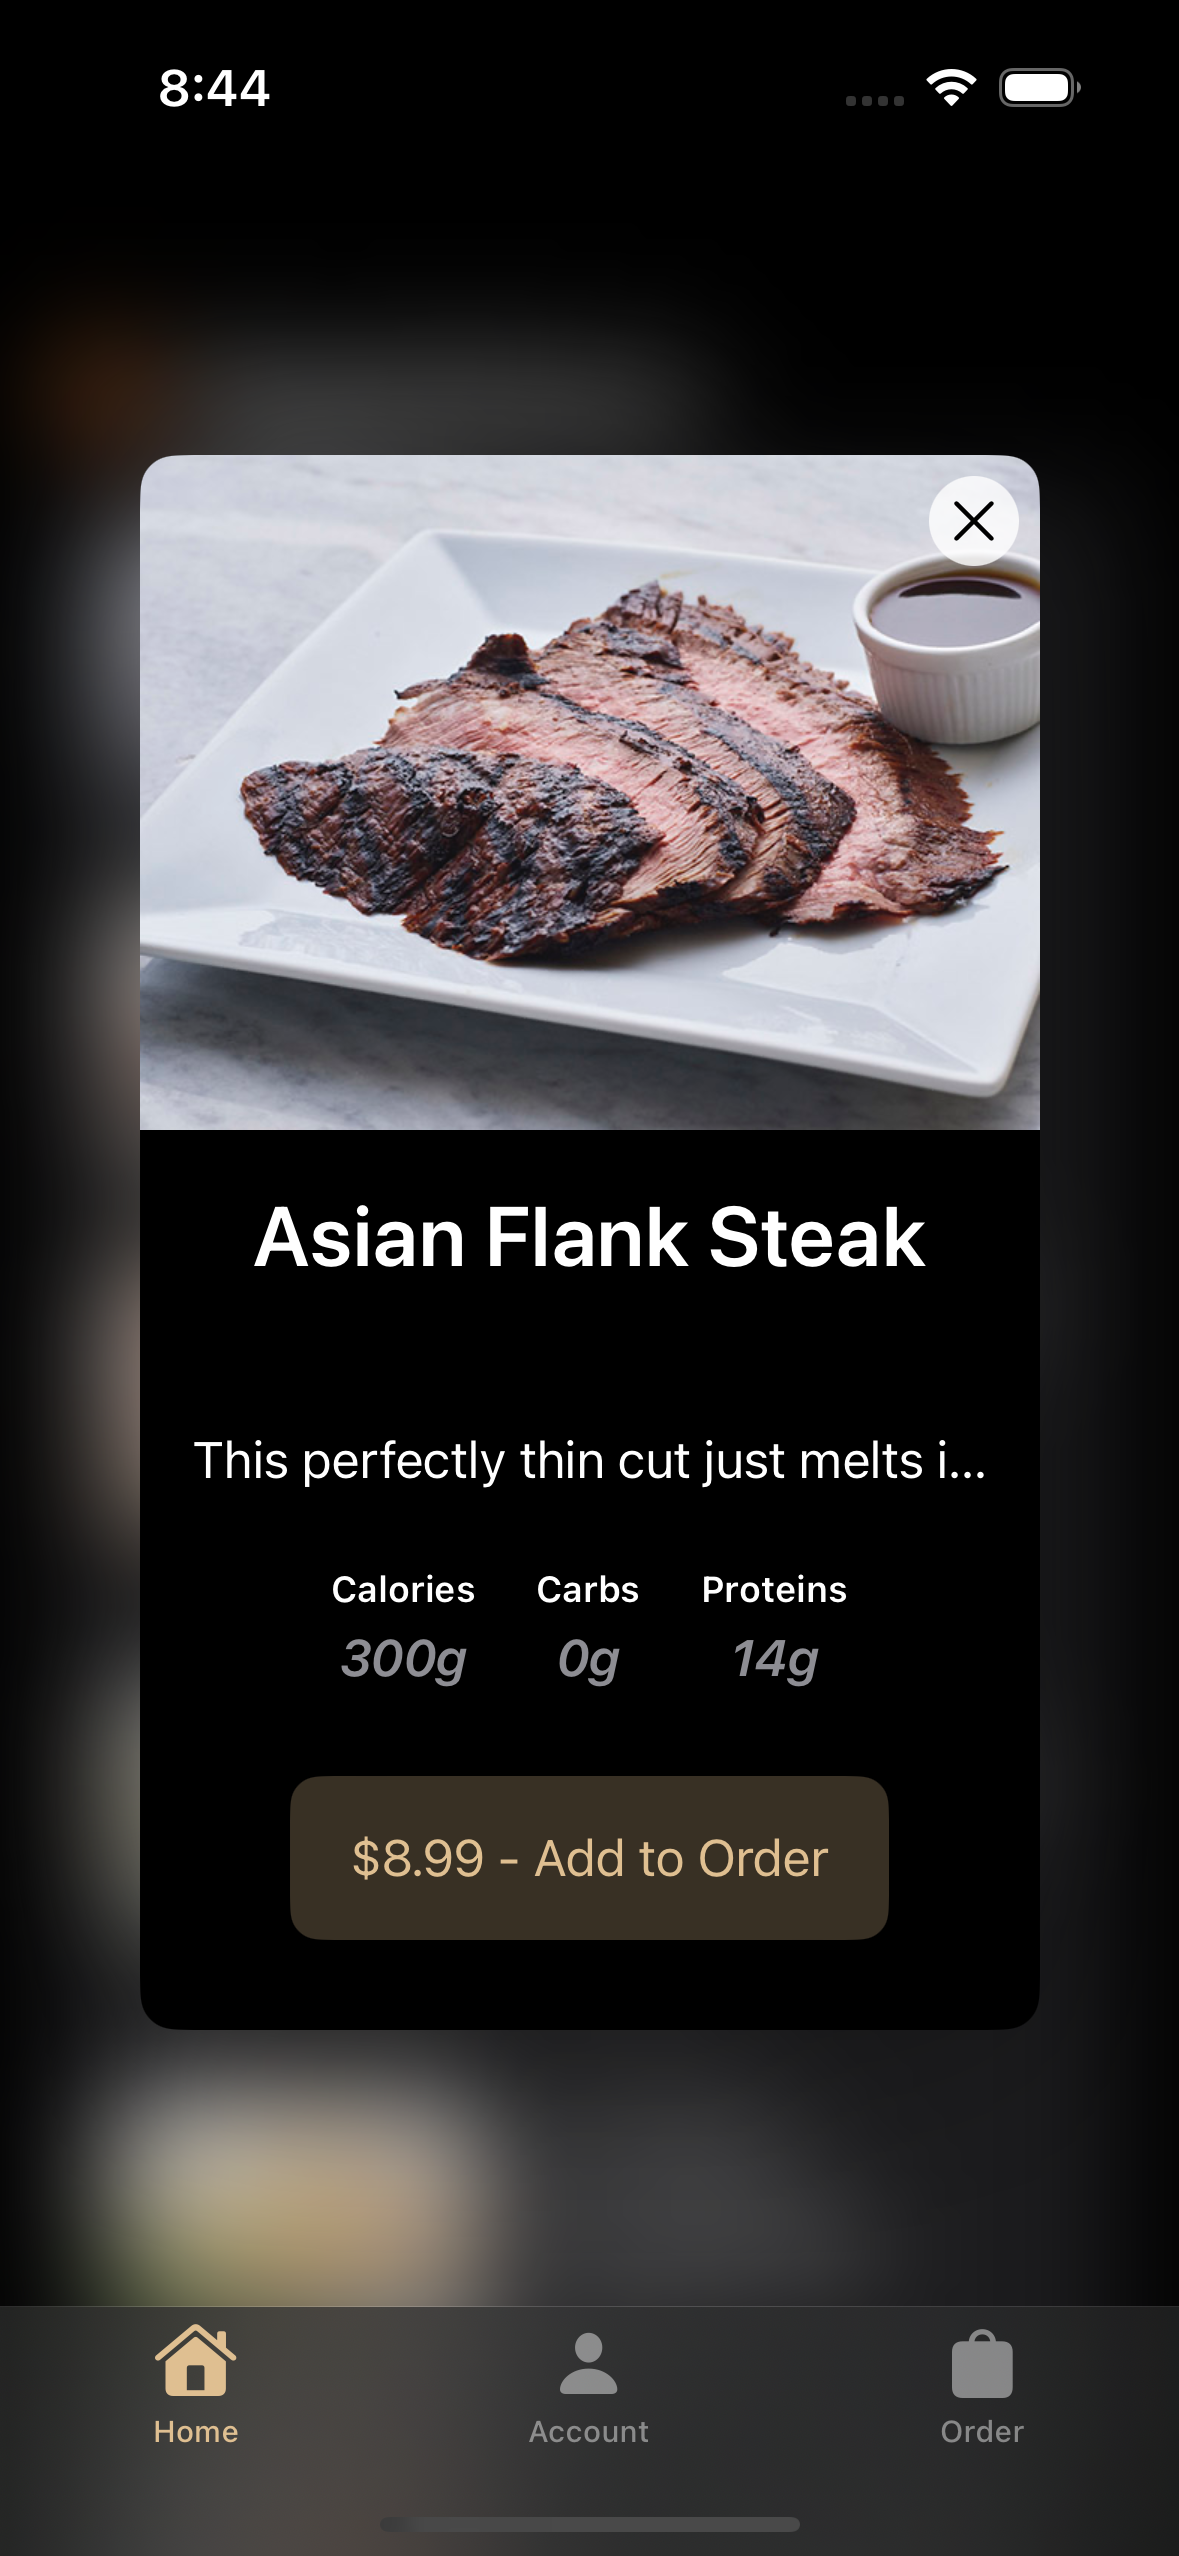 8:44
Asian Flank Steak
This perfectly thin cut just melts i...
Calories Carbs Proteins
300g 0g 14g
$8.99 - Add to Order
Home Account Order